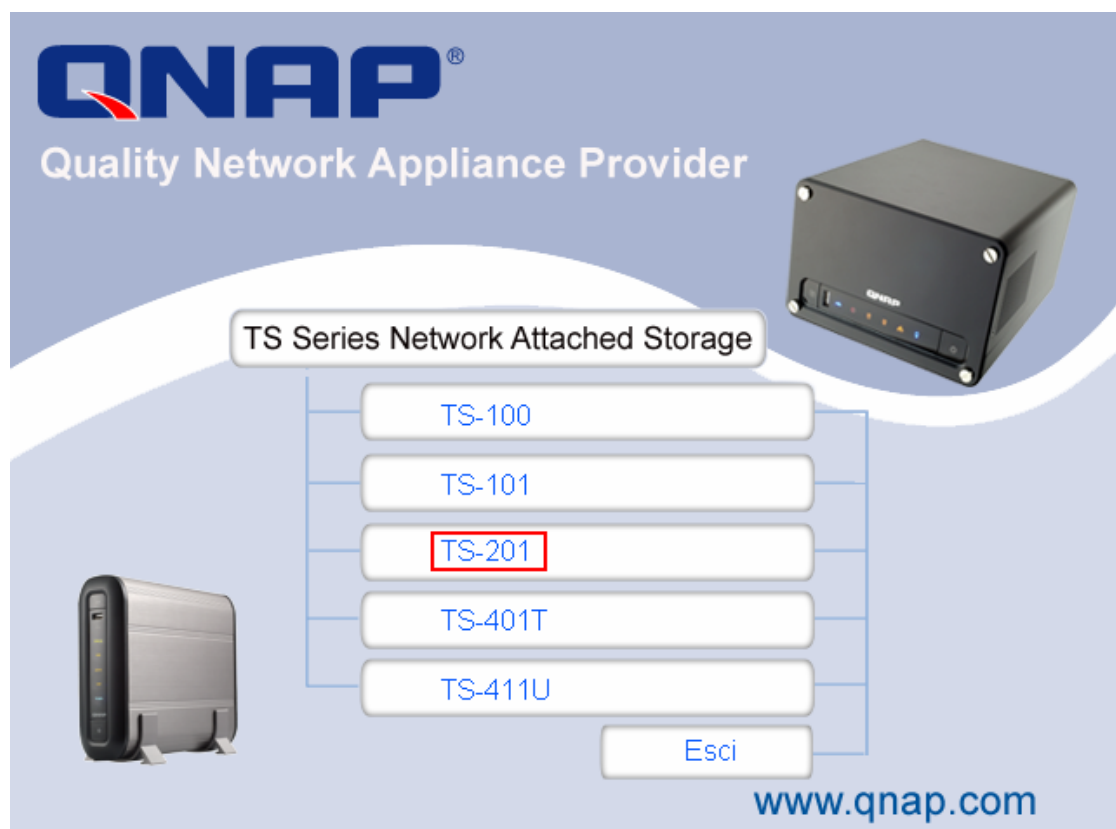 QNAP®
Quality Network Appliance Provider
QNAP
TS Series Network Attached Storage
TS-100
TS-101
TS-201
TS-401T
TS-411U
Esci
www.qnap.com